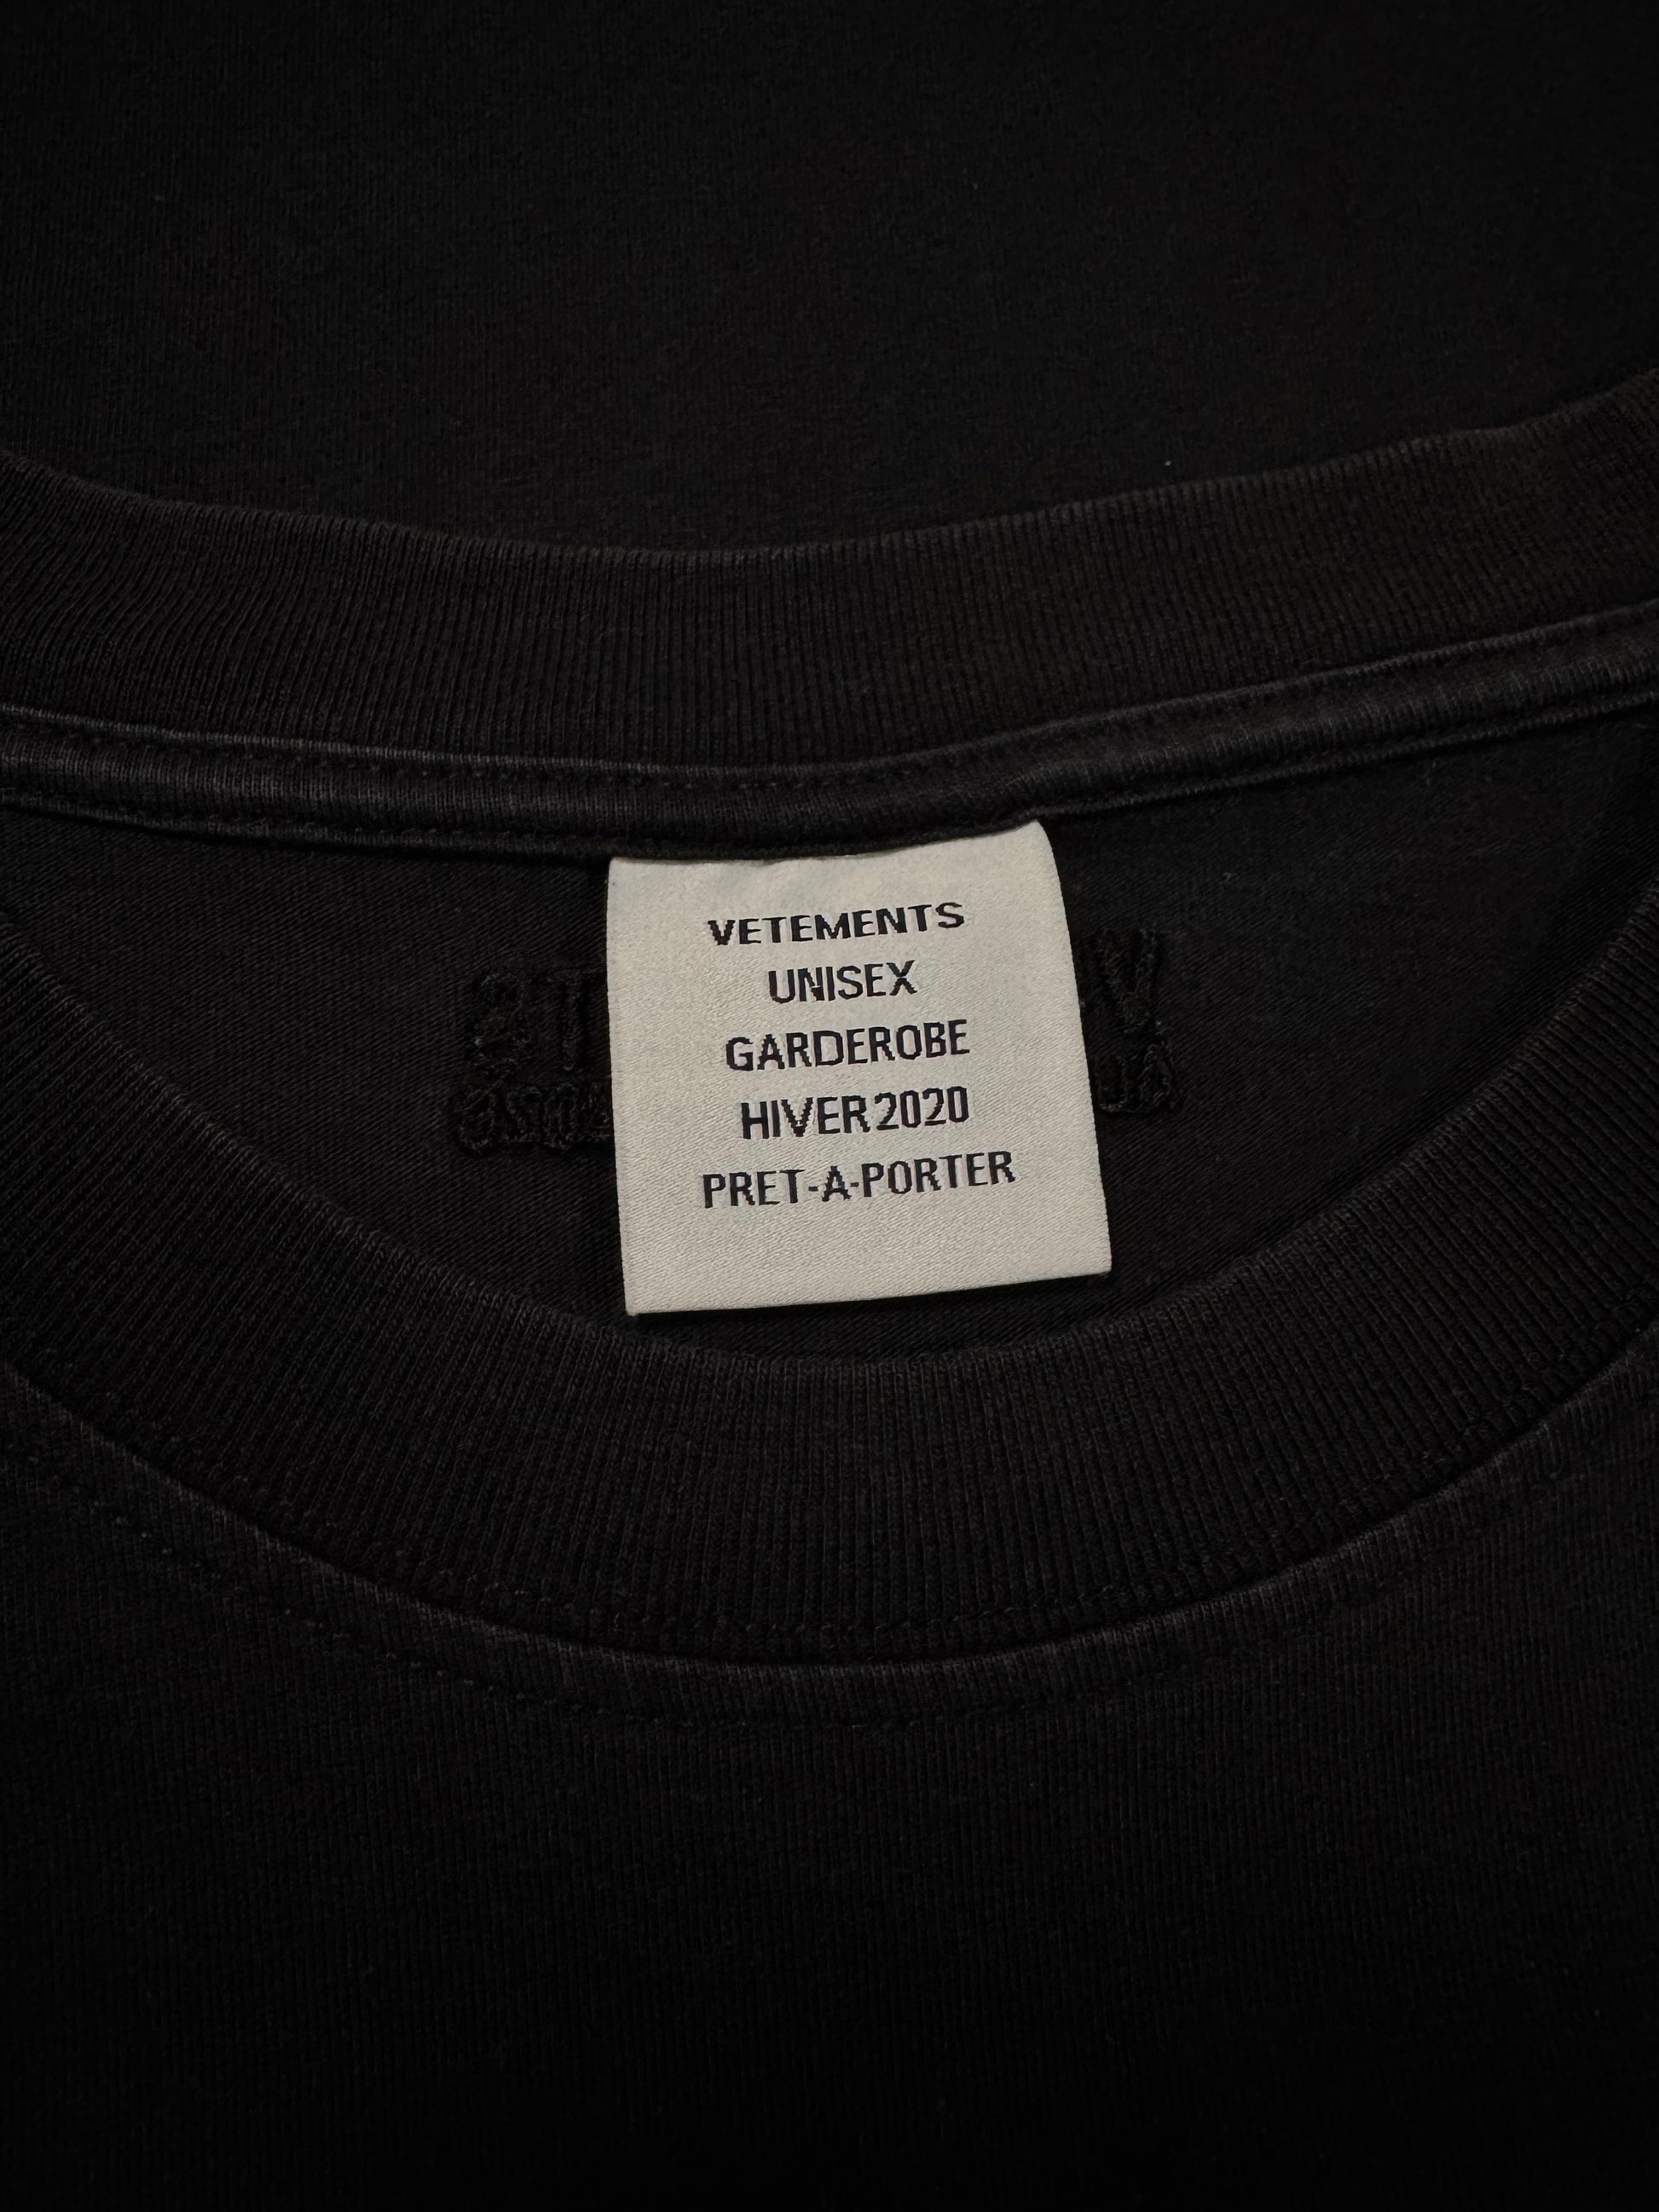 VETEMENTS
UNISEX
GARDEROBE
HIVER 2020
PRET-A-PORTER